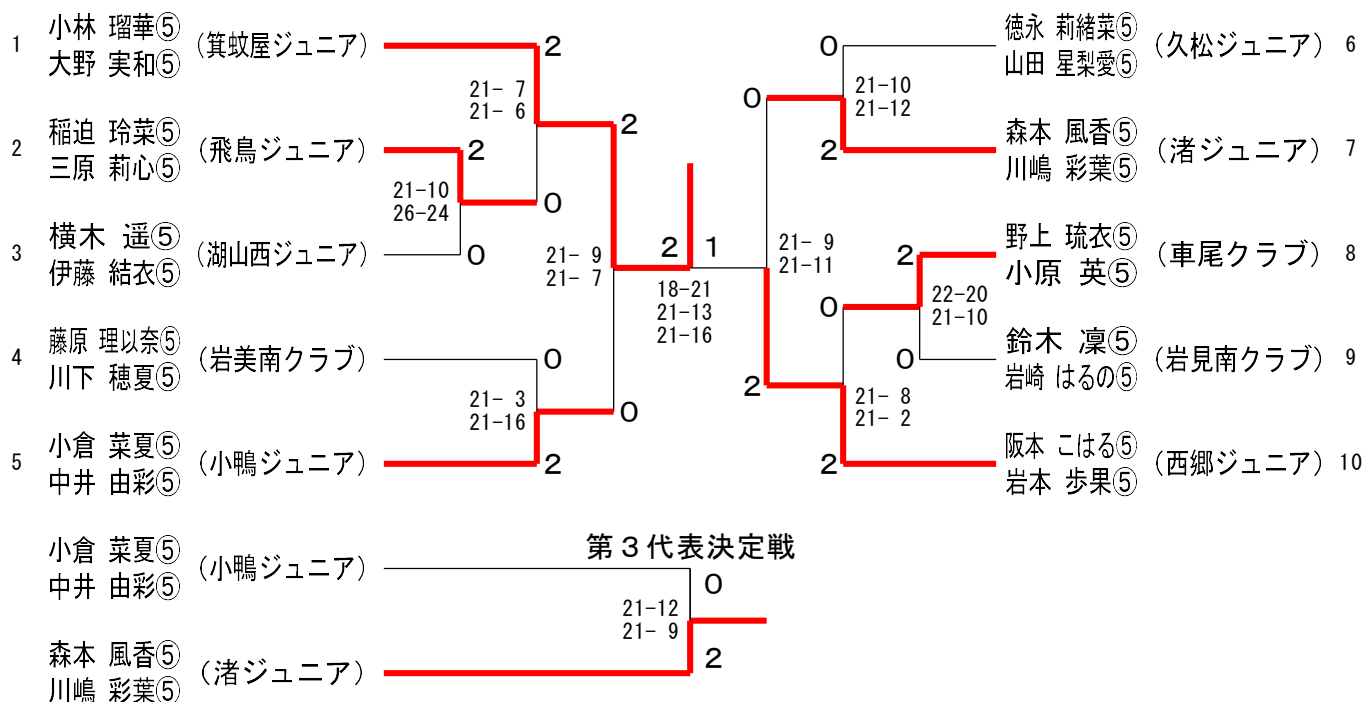 1 小林 瑠華⑤ (箕蚊屋ジュニア)
大野 実和⑤
2
21- 7
21- 6
2 稲迫 玲菜⑤ (飛鳥ジュニア)
三原 莉心⑤
2
2
21-10
26-24
0
3 横木 遥⑤ (湖山西ジュニア)
伊藤 結衣⑤
0
21- 9
21- 7
4 藤原 理以奈⑤ (岩美南クラブ)
川下 穂夏⑤
0
21- 3
21-16
0
5 小倉 菜夏⑤ (小鴨ジュニア)
中井 由彩⑤
2
2 1
18-21
21-13
21-16
徳永 莉緒菜⑤ (久松ジュニア) 6
山田 星梨愛⑤
0
21-10
21-12
0
森本 風香⑤ (渚ジュニア) 7
川嶋 彩葉⑤
2
21- 9
21-11
野上 琉衣⑤ (車尾クラブ) 8
小原 英⑤
2
22-20
21-10
0
鈴木 凜⑤ (岩見南クラブ) 9
岩崎 はるの⑤
0
2
21- 8
21- 2
阪本 こはる⑤ (西郷ジュニア) 10
岩本 歩果⑤
2
第3代表決定戦
小倉 菜夏⑤ (小鴨ジュニア)
中井 由彩⑤
0
21-12
21- 9
森本 風香⑤ (渚ジュニア)
川嶋 彩葉⑤
2